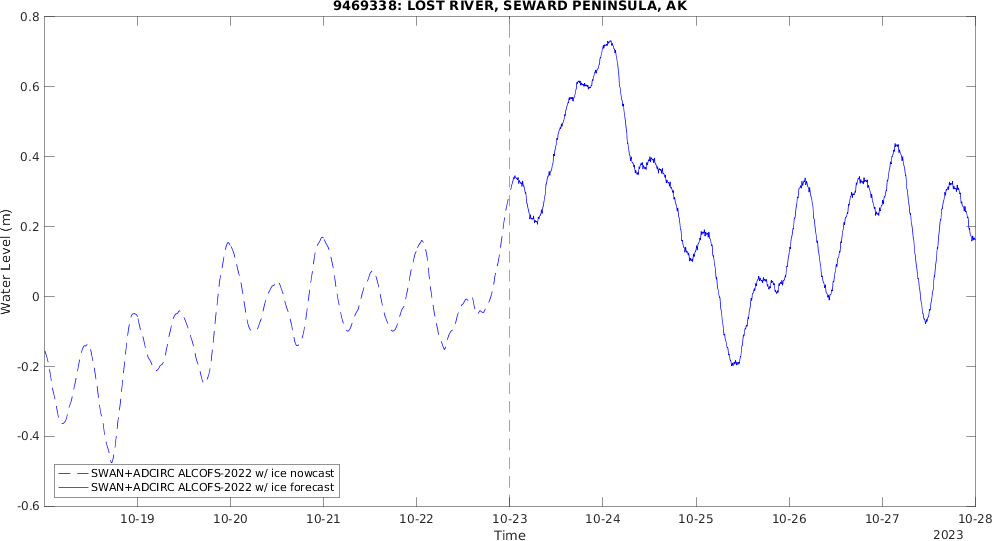 9469338: LOST RIVER, SEWARD PENINSULA, AK
0.8
0.6
0.4
0.2
0
-0.2
-0.4
-0.6
Water Level (m)
SWAN+ADCIRC ALCOFS-2022 w/ ice nowcast
SWAN+ADCIRC ALCOFS-2022 w/ ice forecast
10-19 10-20 10-21 10-22 10-23 10-24 10-25 10-26 10-27 10-28
Time
2023